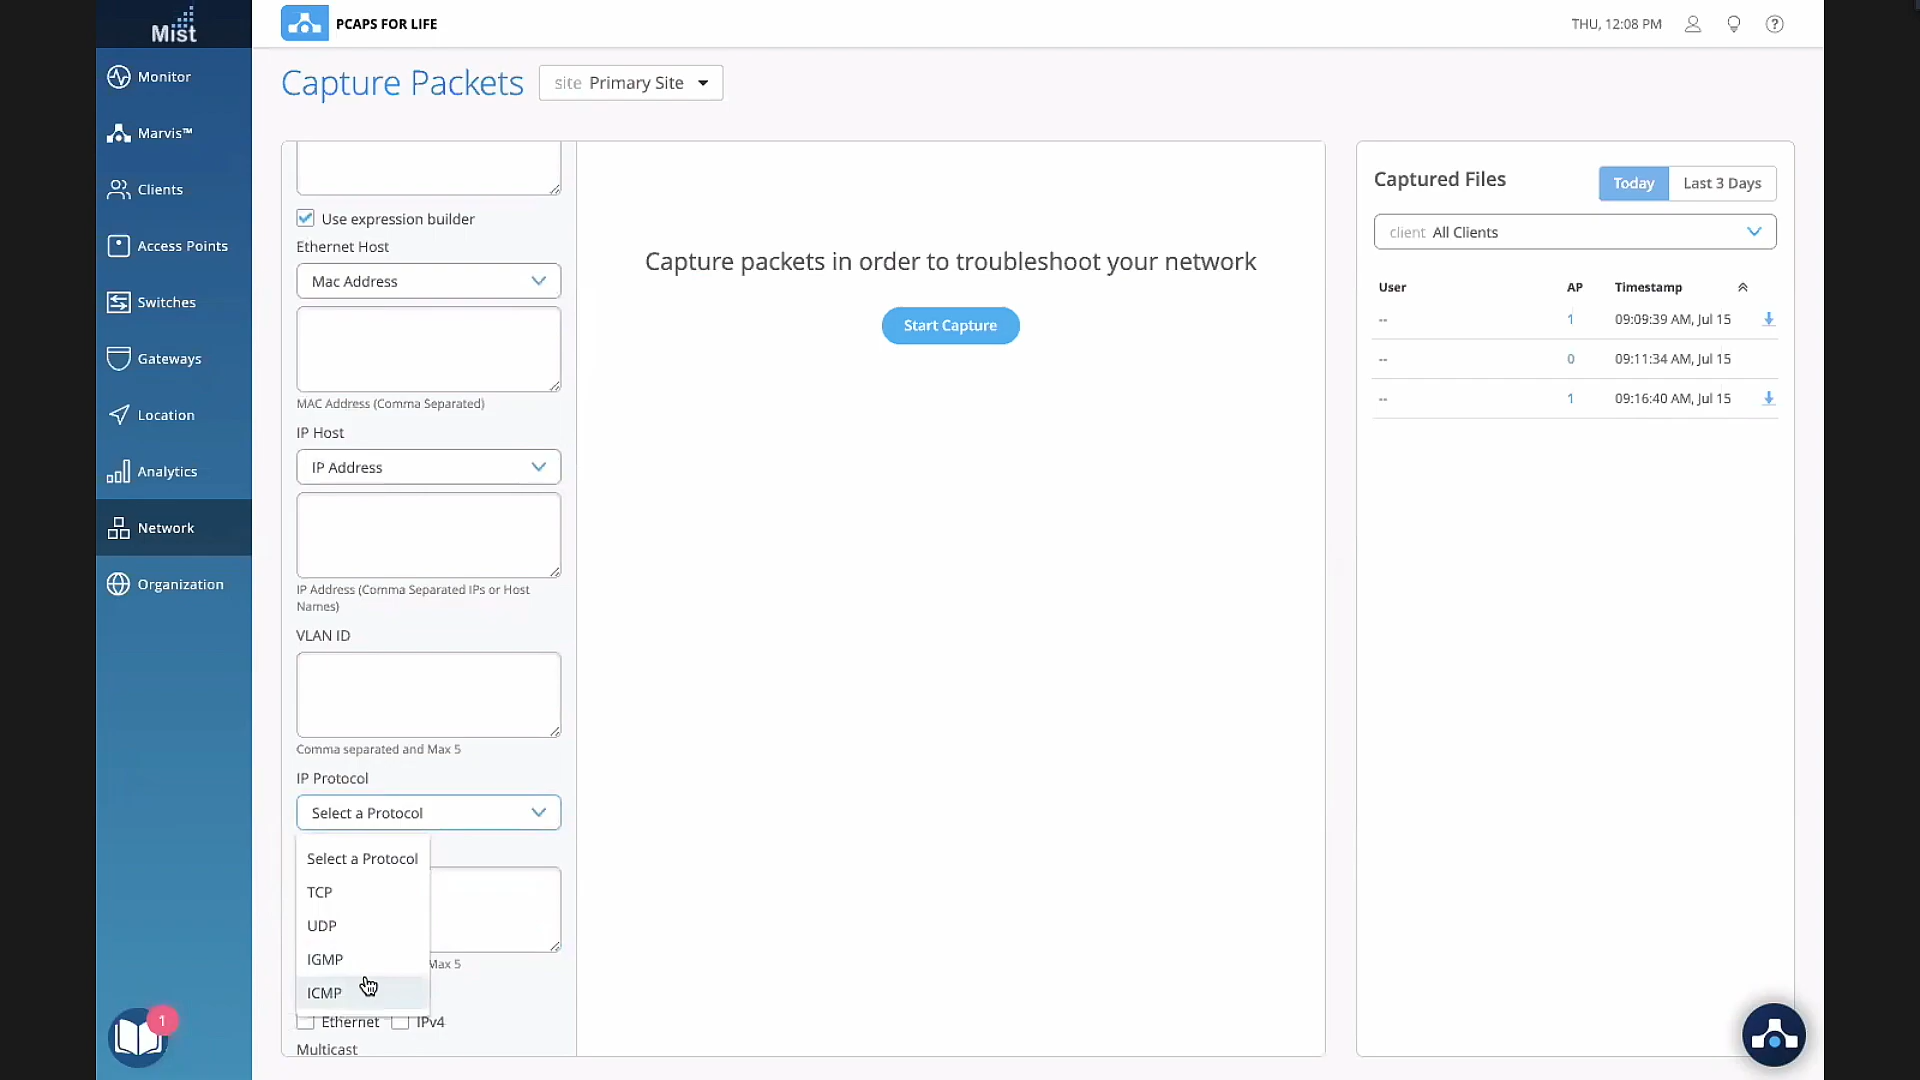 Mist
PCAPS FOR LIFE
THU, 12:08 PM
Monitor
Marvis™
Clients
Access Points
Switches
Gateways
Location
Analytics
Network
Organization
1
Capture Packets
site Primary Site
Use expression builder
Ethernet Host
Mac Address
MAC Address (Comma Separated)
IP Host
IP Address
IP Address (Comma Separated IPs or Host
Names)
VLAN ID
Comma separated and Max 5
IP Protocol
Select a Protocol
Select a Protocol
TCP
UDP
IGMP
ICMP
Max 5
Ethernet IPv4
Multicast
Capture packets in order to troubleshoot your network
Start Capture
Captured Files
Today Last 3 Days
client All Clients
User AP Timestamp
-- 1 09:09:39 AM, Jul 15
-- 0 09:11:34 AM, Jul 15
-- 1 09:16:40 AM, Jul 15